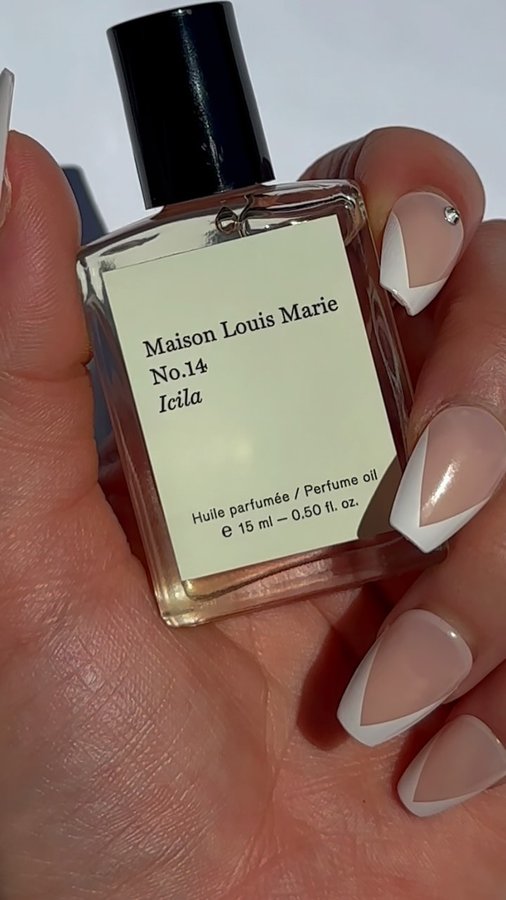 Maison Louis Marie
No.14
Icila
Huile parfumée / Perfume oil
℮ 15 ml – 0.50 fl. oz.